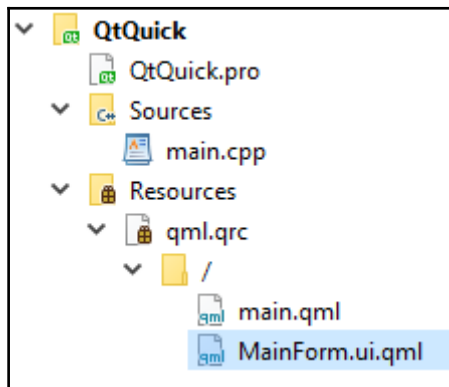 QtQuick
QtQuick.pro
Sources
main.cpp
Resources
qml.qrc
/
main.qml
MainForm.ui.qml